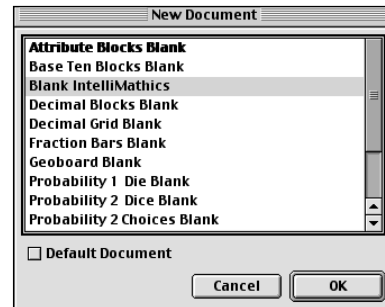 New Document
Attribute Blocks Blank
Base Ten Blocks Blank
Blank IntelliMathics
Decimal Blocks Blank
Decimal Grid Blank
Fraction Bars Blank
Geoboard Blank
Probability 1 Die Blank
Probability 2 Dice Blank
Probability 2 Choices Blank
Default Document
Cancel OK